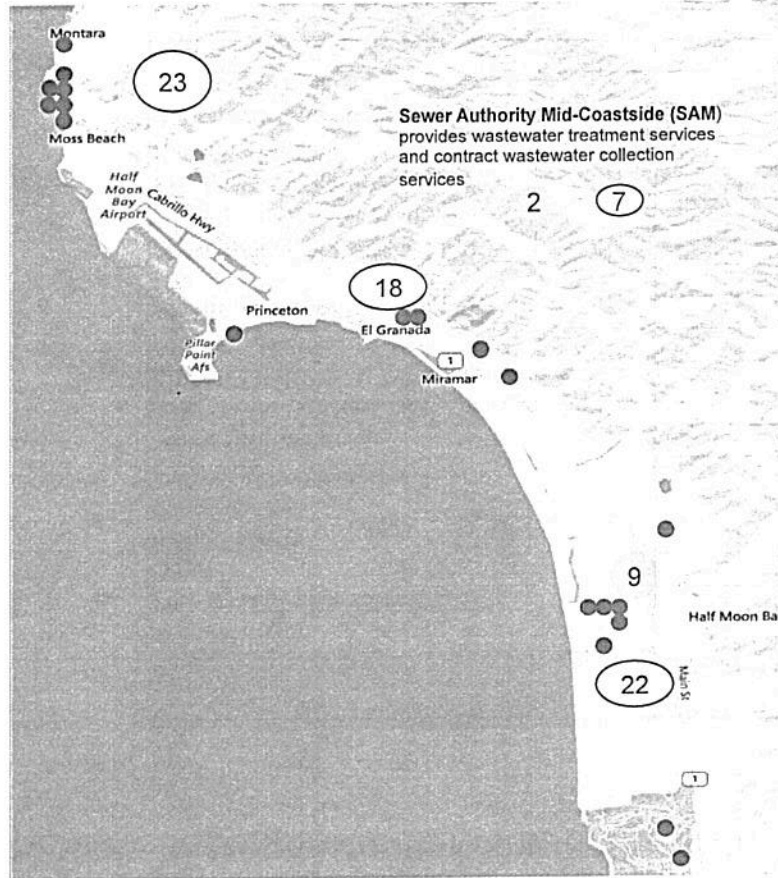 Montara
23
Sewer Authority Mid-Coastside (SAM)
provides wastewater treatment services
and contract wastewater collection
services
Moss Beach
Half
Moon
Bay
Airport
Cabrillo Hwy
2
7
18
Princeton
El Granada
Pillar
Point
Afs
1
Miramar
9
Half Moon Ba
22
Main St
1